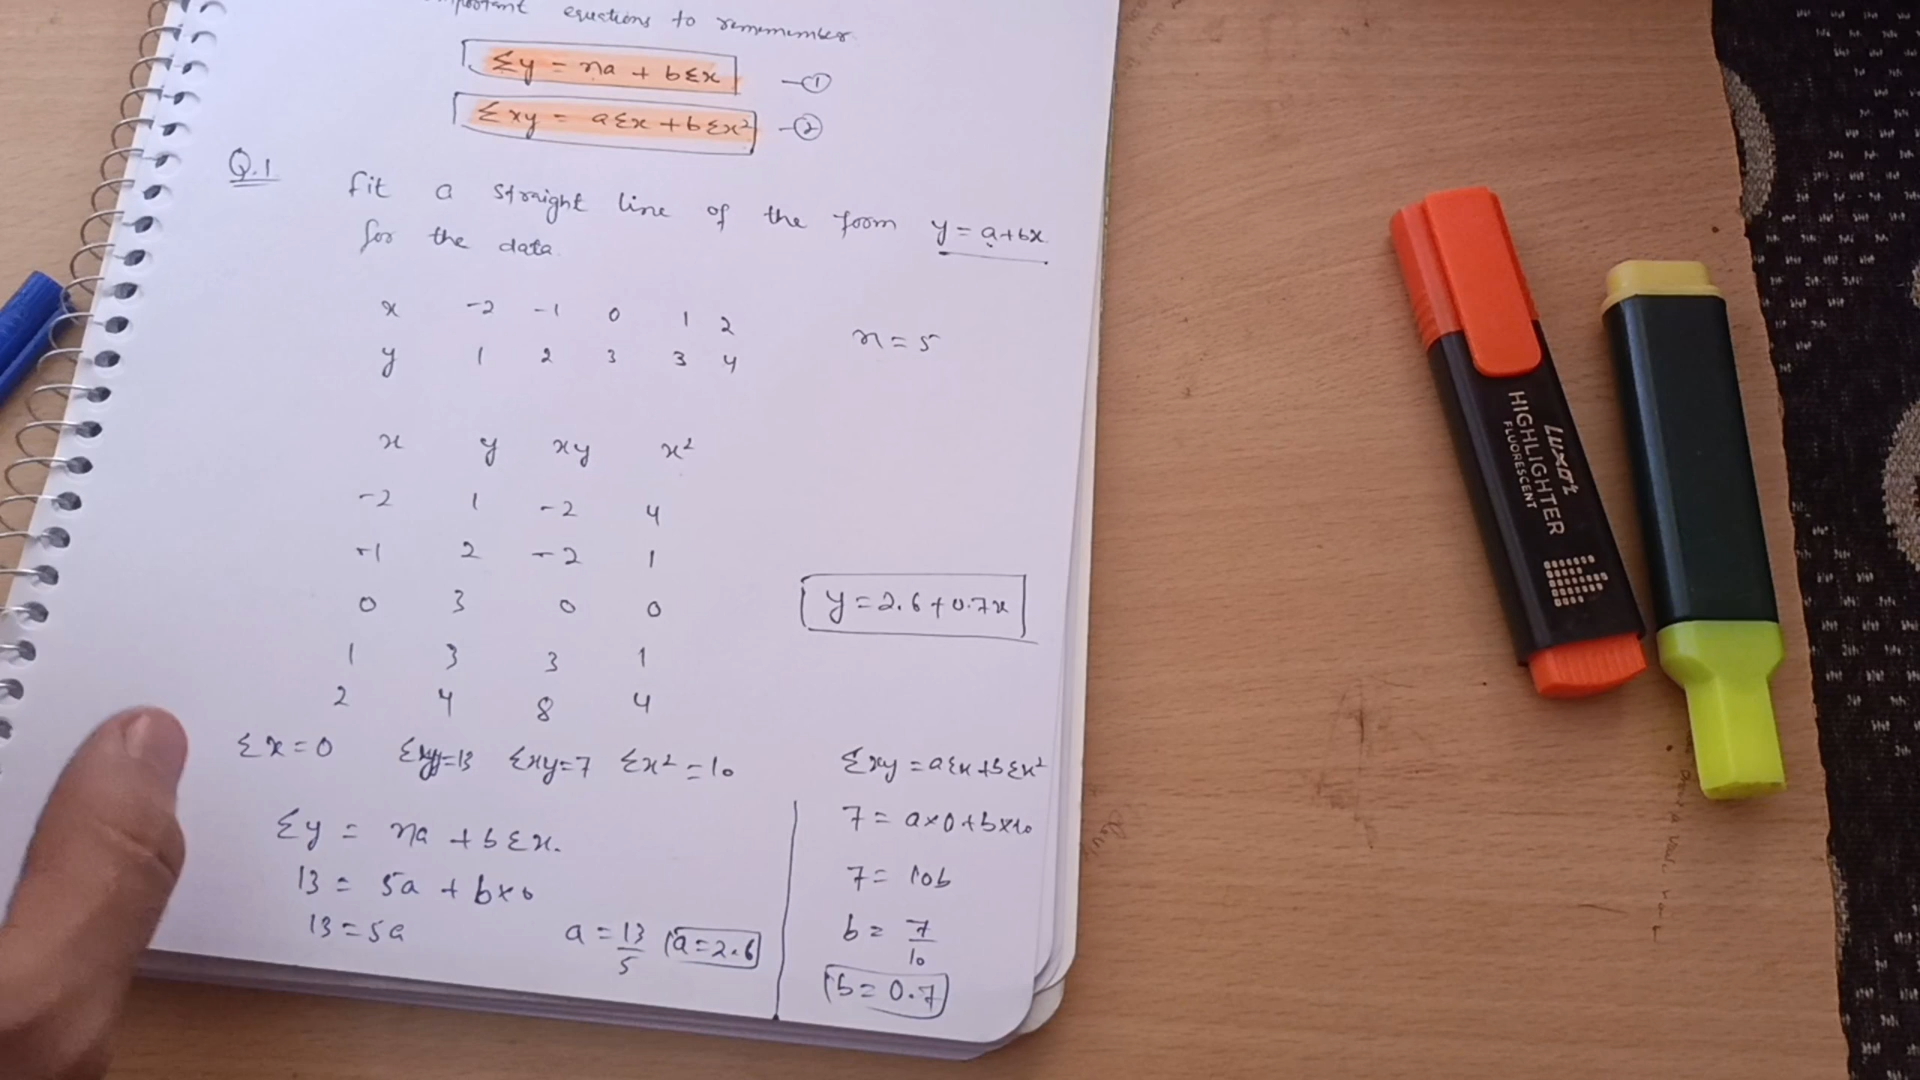 equations to rememember
Σy = na + bΣx —①
Σxy = aΣx + bΣx² —②
Q.1 fit a straight line of the form y = a+bx
for the data.
x -2 -1 0 1 2
y 1 2 3 3 4
n = 5
x y xy x²
-2 1 -2 4
-1 2 -2 1
0 3 0 0
1 3 3 1
2 4 8 4
y = 2.6 + 0.7x
Σx = 0 Σy=13 Σxy=7 Σx² = 10
Σy = na + bΣx.
13 = 5a + b×0
13 = 5a a = 13/5 a = 2.6
Σxy = aΣx + bΣx²
7 = a×0 + b×10
7 = 10b
b = 7/10
b = 0.7
LUXOR
HIGHLIGHTER
FLUORESCENT